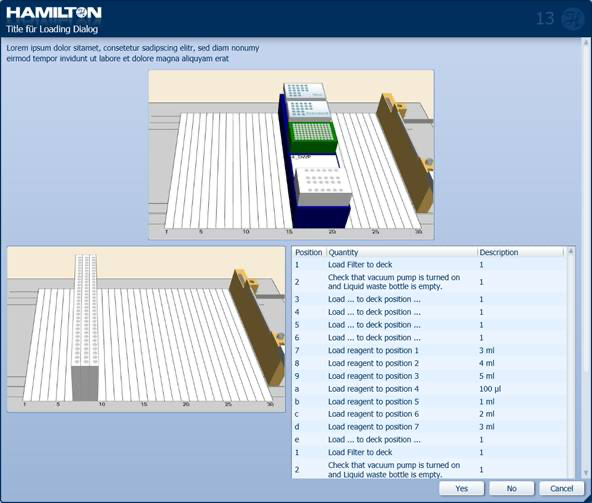 HAMILTON
Title für Loading Dialog
13
Lorem ipsum dolor sitamet, consetetur sadipscing elitr, sed diam nonumy
eirmod tempor invidunt ut labore et dolore magna aliquyam erat
1 5 10 15 20 25 30
1 5 10 15 20 25 30
Position Quantity Description
1 Load Filter to deck 1
2 Check that vacuum pump is turned on
and Liquid waste bottle is empty. 1
3 Load ... to deck position ... 1
4 Load ... to deck position ... 1
5 Load ... to deck position ... 1
6 Load ... to deck position ... 1
7 Load reagent to position 1 3 ml
8 Load reagent to position 2 4 ml
9 Load reagent to position 3 5 ml
a Load reagent to position 4 100 µl
b Load reagent to position 5 1 ml
c Load reagent to position 6 2 ml
d Load reagent to position 7 3 ml
e Load ... to deck position ... 1
1 Load Filter to deck 1
2 Check that vacuum pump is turned on
and Liquid waste bottle is empty. 1
Yes No Cancel